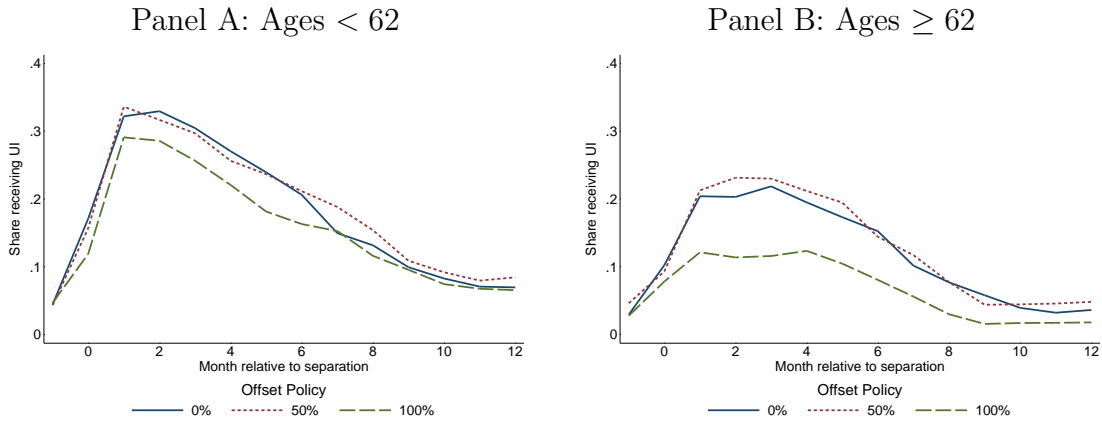 Panel A: Ages < 62
.4
.3
.2
.1
0
Share receiving UI
0 2 4 6 8 10 12
Month relative to separation
Offset Policy
0% 50% 100%
Panel B: Ages ≥ 62
.4
.3
.2
.1
0
Share receiving UI
0 2 4 6 8 10 12
Month relative to separation
Offset Policy
0% 50% 100%